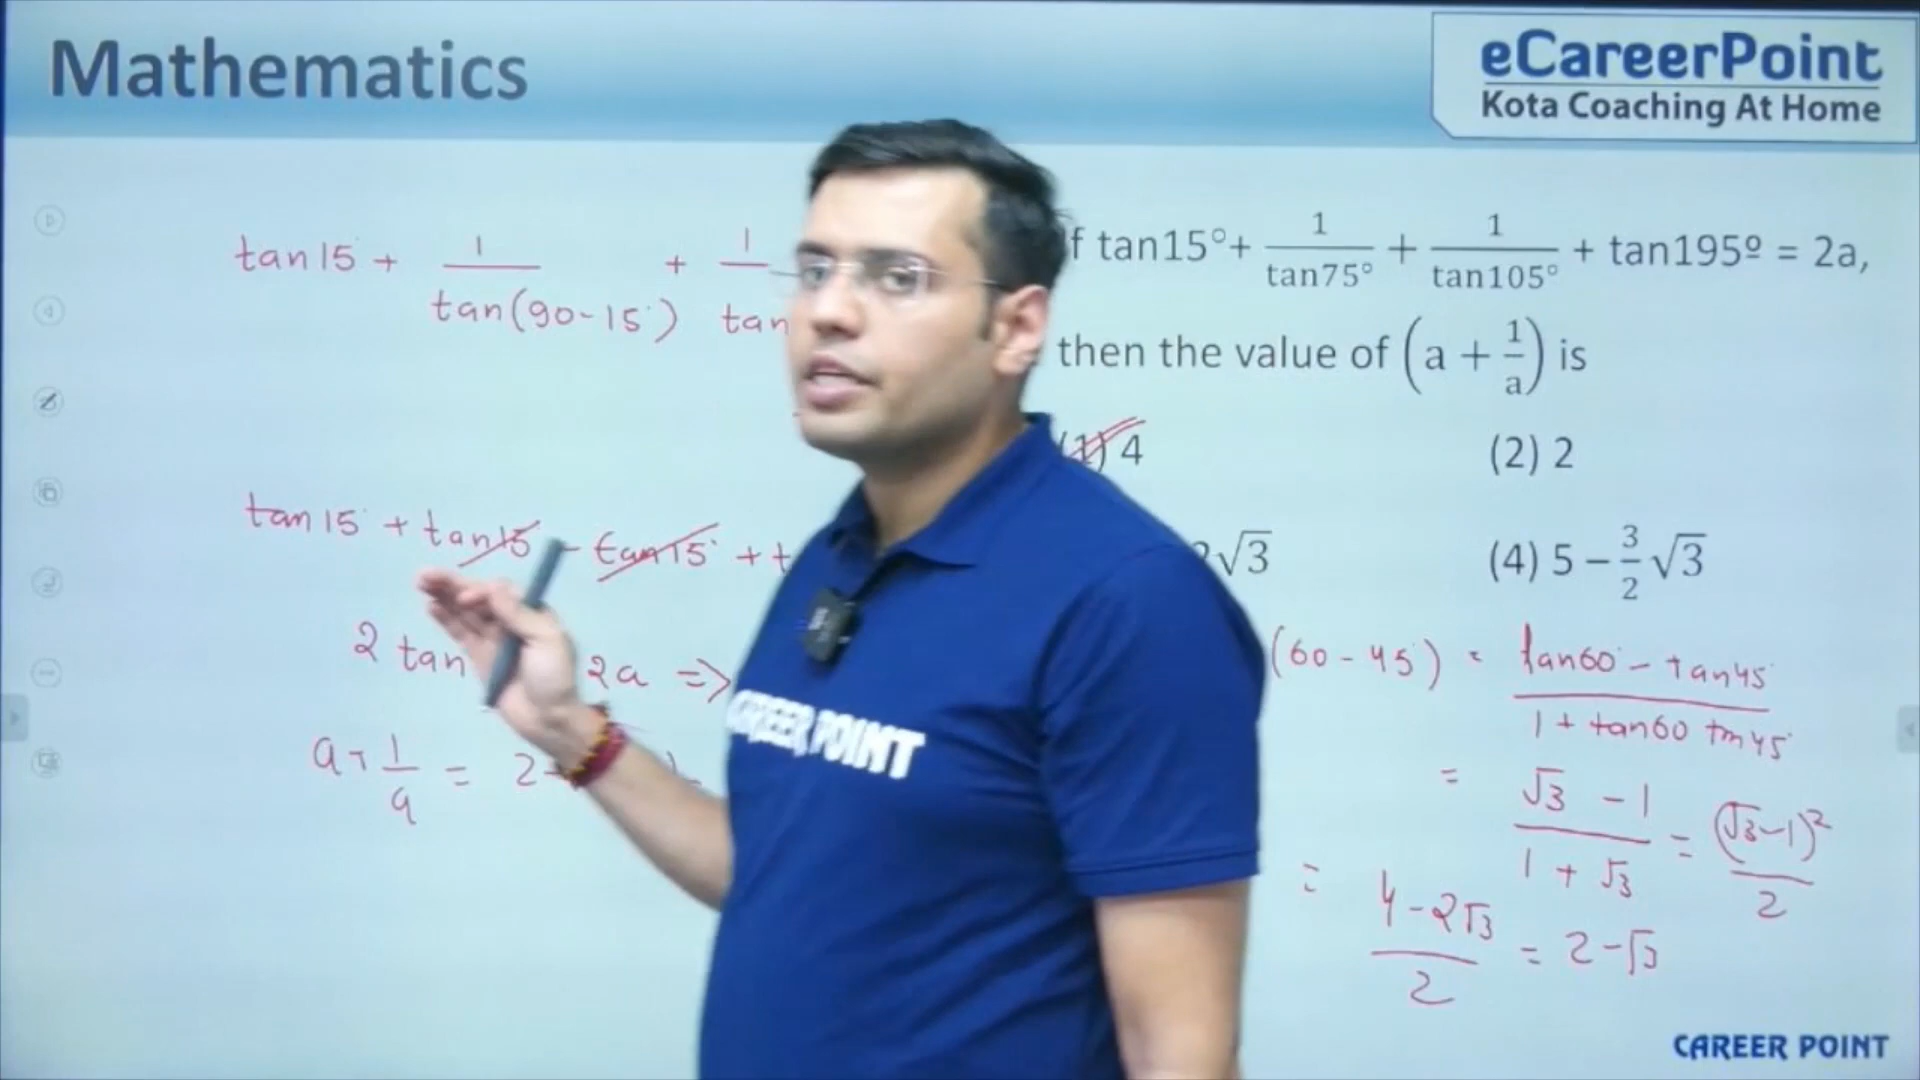 Mathematics
eCareerPoint
Kota Coaching At Home
tan 15 + 1 / tan(90-15°) + 1 / tan
f tan15°+ 1/tan75° + 1/tan105° + tan195º = 2a,
then the value of (a + 1/a) is
(1) 4
(2) 2
√3
(4) 5 − 3/2 √3
tan 15° + tan 15 - tan 15° + t
2 tan 2a =>
(60 - 45°) = tan60° - tan45° / 1 + tan60 tan45
a + 1/a = 2
= √3 - 1 / 1 + √3 = (√3-1)² / 2
= 4-2√3 / 2 = 2-√3
CAREER POINT
CAREER POINT